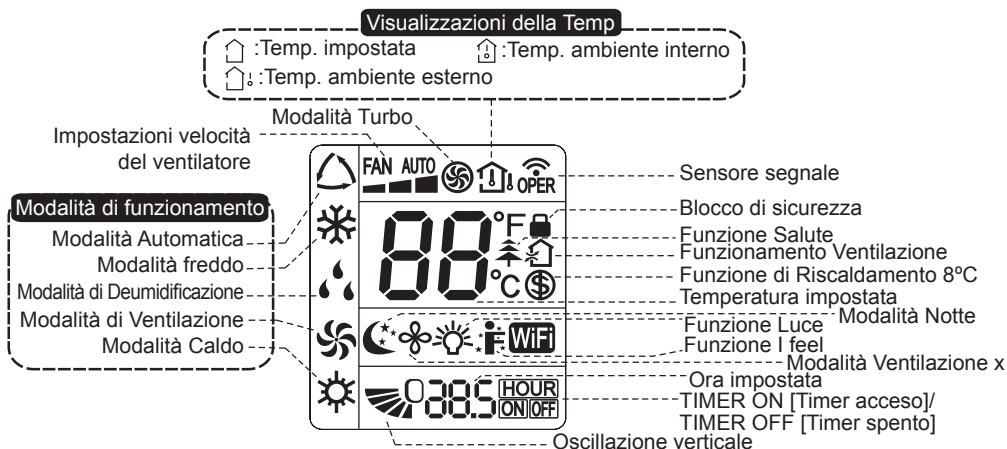 Visualizzazioni della Temp
:Temp. impostata
:Temp. ambiente interno
:Temp. ambiente esterno
Modalità Turbo
Impostazioni velocità
del ventilatore
FAN AUTO
OPER
Sensore segnale
Modalità di funzionamento
Modalità Automatica
Modalità freddo
Modalità di Deumidificazione
Modalità di Ventilazione
Modalità Caldo
88
°F
°C
Blocco di sicurezza
Funzione Salute
Funzionamento Ventilazione
Funzione di Riscaldamento 8ºC
Temperatura impostata
Modalità Notte
WiFi
Funzione Luce
Funzione I feel
Modalità Ventilazione x
088.5
HOUR
ON OFF
Ora impostata
TIMER ON [Timer acceso]/
TIMER OFF [Timer spento]
Oscillazione verticale